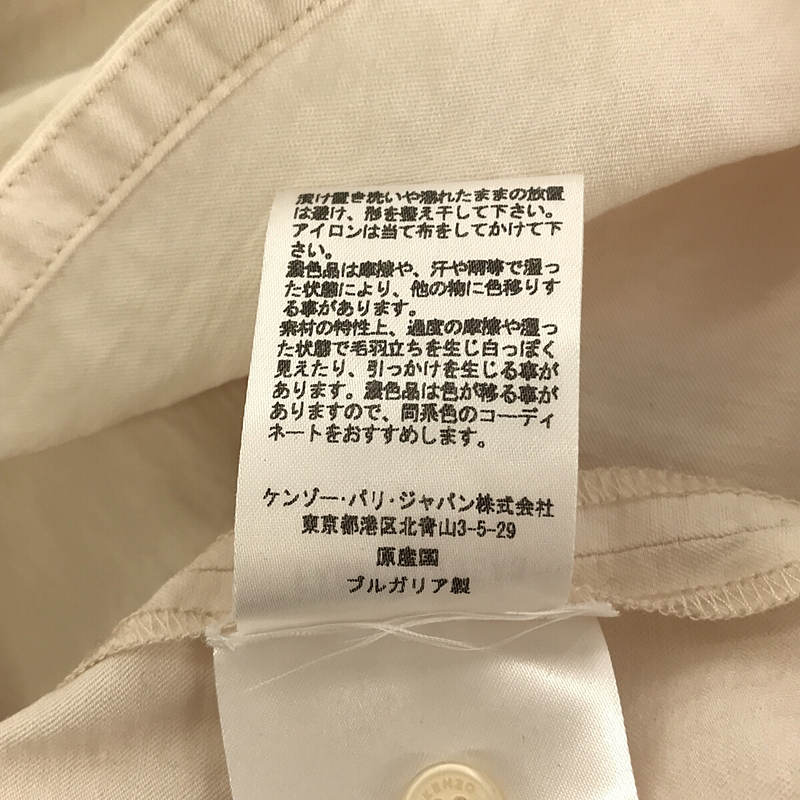 漬け置き洗いや濡れたままの放置
は避け、形を整え干して下さい。
アイロンは当て布をしてかけて下
さい。
濃色品は摩擦や、汗や雨等で湿っ
た状態により、他の物に色移りす
る事があります。
素材の特性上、過度の摩擦や湿っ
た状態で毛羽立ちを生じ白っぽく
見えたり、引っかけを生じる事が
あります。濃色品は色が移る事が
ありますので、同系色のコーディ
ネートをおすすめします。
ケンゾー・パリ・ジャパン株式会社
東京都港区北青山3-5-29
原産国
ブルガリア製
KENZO